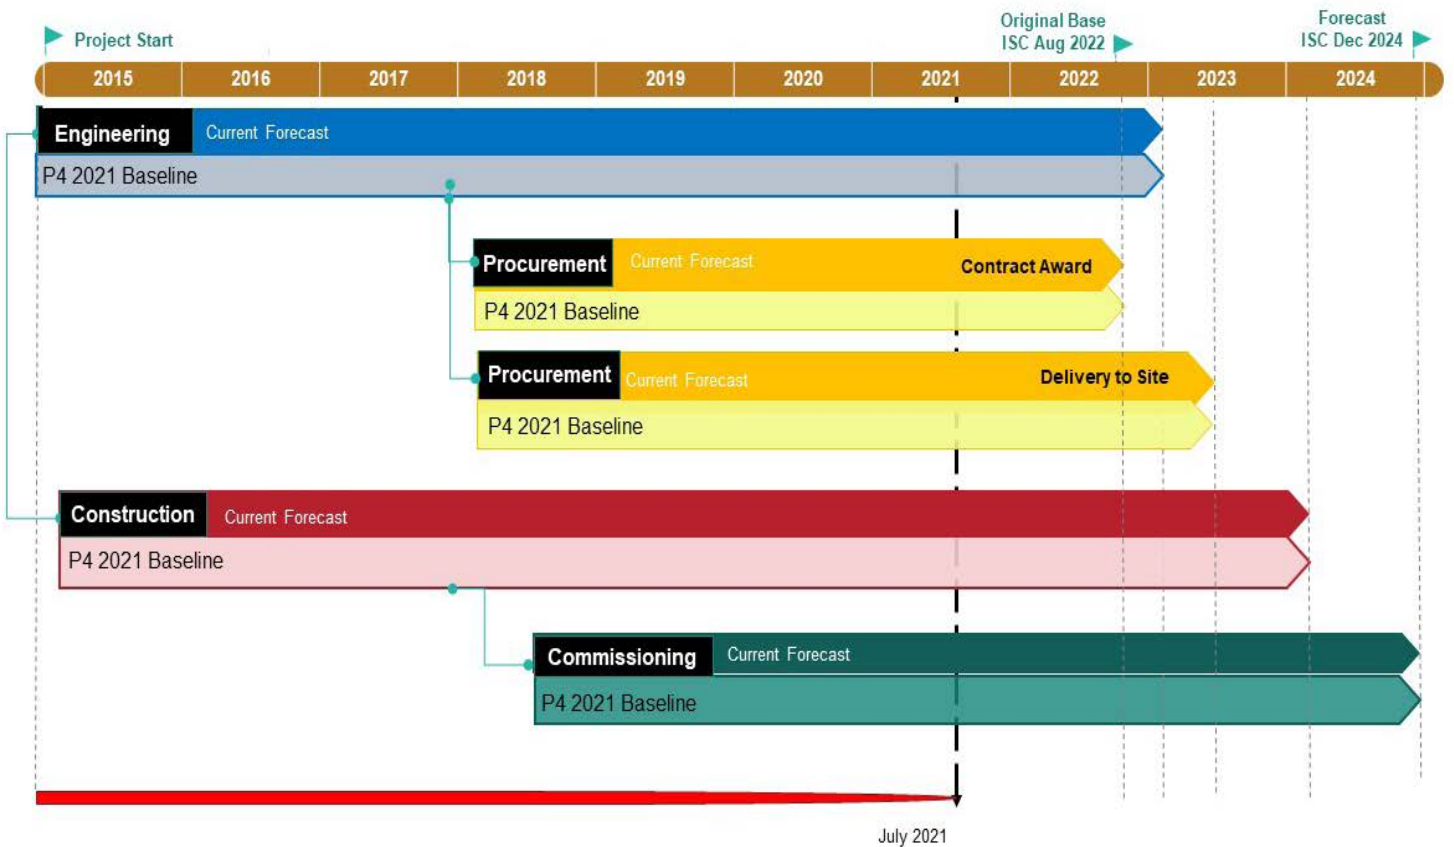 Project Start
Original Base
ISC Aug 2022
Forecast
ISC Dec 2024
2015 2016 2017 2018 2019 2020 2021 2022 2023 2024
Engineering Current Forecast
P4 2021 Baseline
Procurement Current Forecast Contract Award
P4 2021 Baseline
Procurement Current Forecast Delivery to Site
P4 2021 Baseline
Construction Current Forecast
P4 2021 Baseline
Commissioning Current Forecast
P4 2021 Baseline
July 2021